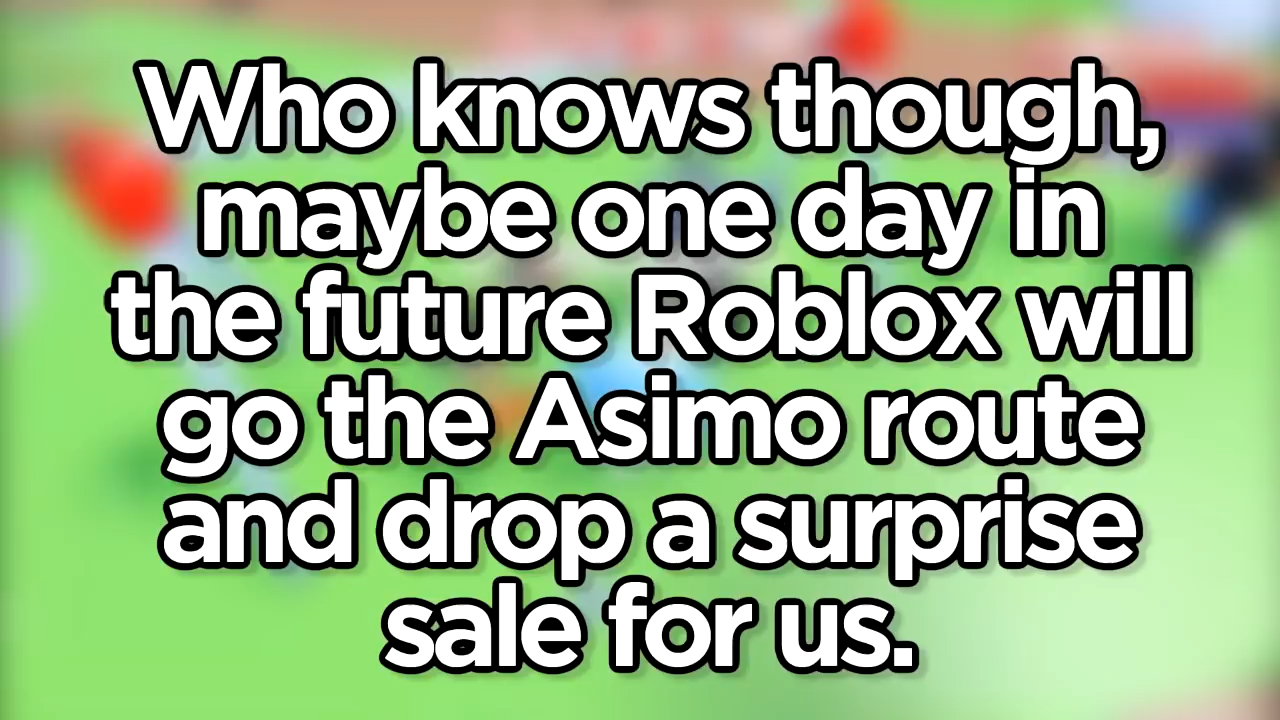 Who knows though,
maybe one day in
the future Roblox will
go the Asimo route
and drop a surprise
sale for us.